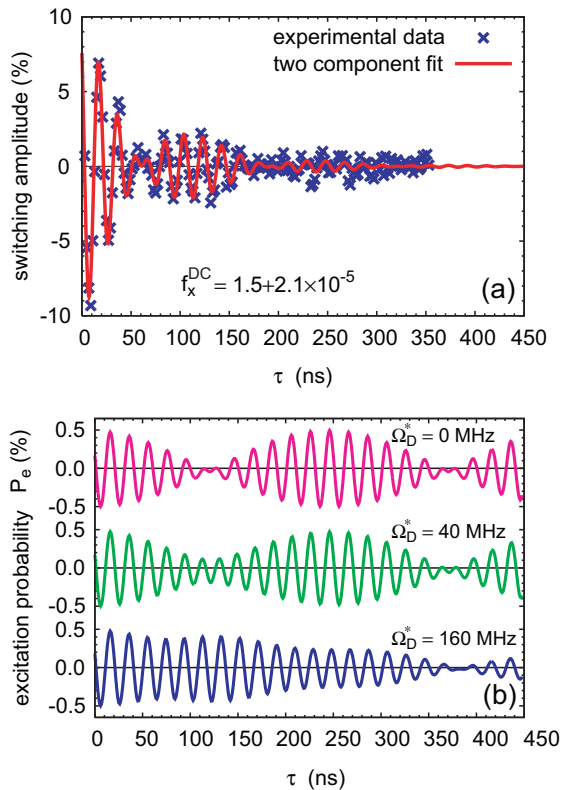 10
5
0
-5
-10
switching amplitude (%)
experimental data
two component fit
f_x^DC = 1.5+2.1×10^-5
(a)
0 50 100 150 200 250 300 350 400 450
τ (ns)
excitation probability P_e (%)
0.5
0.0
-0.5
Ω_D^* = 0 MHz
0.5
0.0
-0.5
Ω_D^* = 40 MHz
0.5
0.0
-0.5
Ω_D^* = 160 MHz
(b)
0 50 100 150 200 250 300 350 400 450
τ (ns)